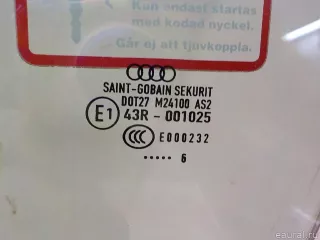 Kun endast startas
med kodad nyckel.
Går ej att tjuvkoppla.
SAINT-GOBAIN SEKURIT
DOT27 M24100 AS2
E1 43R - 001025
CCC E000232
..... 6